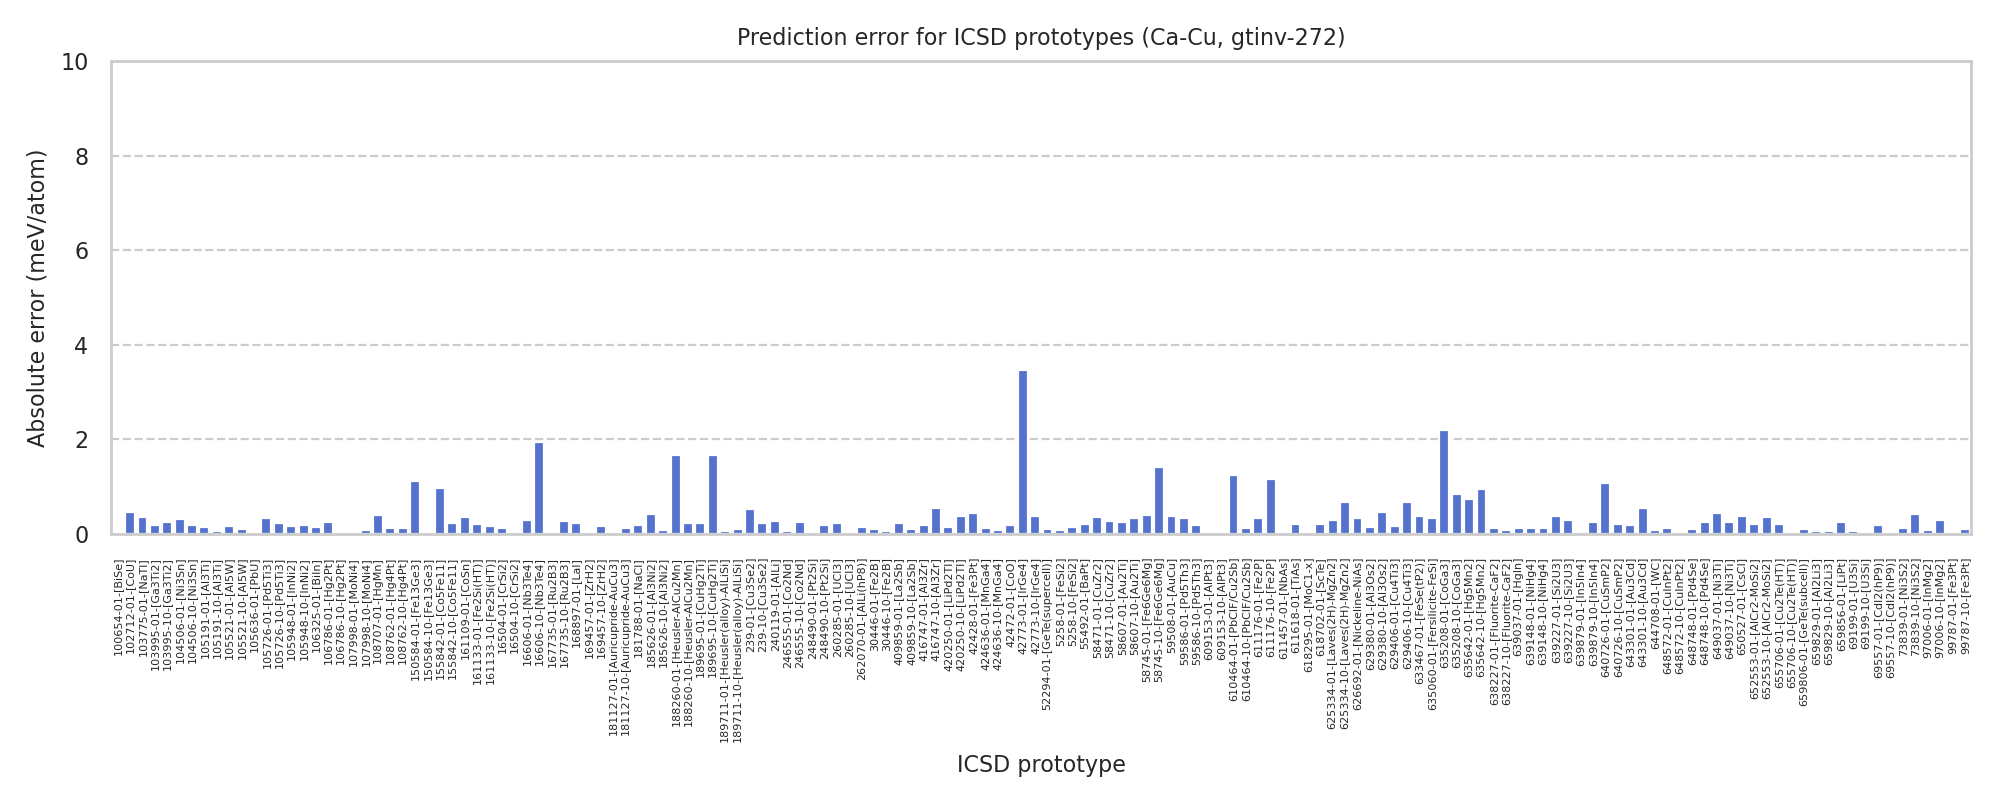 Prediction error for ICSD prototypes (Ca-Cu, gtinv-272)
Absolute error (meV/atom)
10
8
6
4
2
0
100654-01-[BiSe]
102712-01-[CoU]
103775-01-[NaTl]
103995-01-[Ga3Ti2]
103995-10-[Ga3Ti2]
104506-01-[Ni3Sn]
104506-10-[Ni3Sn]
105191-01-[Al3Ti]
105191-10-[Al3Ti]
105521-01-[Al5W]
105521-10-[Al5W]
105636-01-[PbU]
105726-01-[Pd5Ti3]
105726-10-[Pd5Ti3]
105948-01-[InNi2]
105948-10-[InNi2]
106325-01-[BiIn]
106786-01-[Hg2Pt]
106786-10-[Hg2Pt]
107998-01-[MoNi4]
107998-10-[MoNi4]
108707-01-[HgMn]
108762-01-[Hg4Pt]
108762-10-[Hg4Pt]
150584-01-[Fe13Ge3]
150584-10-[Fe13Ge3]
155842-01-[Co5Fe11]
155842-10-[Co5Fe11]
161109-01-[CoSn]
161133-01-[Fe2Si(HT)]
161133-10-[Fe2Si(HT)]
16504-01-[CrSi2]
16504-10-[CrSi2]
16606-01-[Nb3Te4]
16606-10-[Nb3Te4]
167735-01-[Ru2B3]
167735-10-[Ru2B3]
168897-01-[LaI]
169457-01-[ZrH2]
169457-10-[ZrH2]
181127-01-[Auricupride-AuCu3]
181127-10-[Auricupride-AuCu3]
181788-01-[NaCl]
185626-01-[Al3Ni2]
185626-10-[Al3Ni2]
188260-01-[Heusler-AlCu2Mn]
188260-10-[Heusler-AlCu2Mn]
189695-01-[CuHg2Ti]
189695-10-[CuHg2Ti]
189711-01-[Heusler(alloy)-AlLiSi]
189711-10-[Heusler(alloy)-AlLiSi]
239-01-[Cu3Se2]
239-10-[Cu3Se2]
240119-01-[AlLi]
246555-01-[Co2Nd]
246555-10-[Co2Nd]
248490-01-[Pt2Si]
248490-10-[Pt2Si]
260285-01-[UCl3]
260285-10-[UCl3]
262070-01-[AlLi(hP8)]
30446-01-[Fe2B]
30446-10-[Fe2B]
409859-01-[La2Sb]
409859-10-[La2Sb]
416747-01-[Al3Zr]
416747-10-[Al3Zr]
420250-01-[LiPd2Tl]
420250-10-[LiPd2Tl]
42428-01-[Fe3Pt]
424636-01-[MnGa4]
424636-10-[MnGa4]
42472-01-[CoO]
42773-01-[IrGe4]
42773-10-[IrGe4]
52294-01-[GeTe(supercell)]
5258-01-[FeSi2]
5258-10-[FeSi2]
55492-01-[BaPt]
58471-01-[CuZr2]
58471-10-[CuZr2]
58607-01-[Au2Ti]
58607-10-[Au2Ti]
58745-01-[Fe6Ge6Mg]
58745-10-[Fe6Ge6Mg]
59508-01-[AuCu]
59586-01-[Pd5Th3]
59586-10-[Pd5Th3]
609153-01-[AlPt3]
609153-10-[AlPt3]
610464-01-[PbClF/Cu2Sb]
610464-10-[PbClF/Cu2Sb]
611176-01-[Fe2P]
611176-10-[Fe2P]
611457-01-[NbAs]
611618-01-[TiAs]
618295-01-[MoC1-x]
618702-01-[ScTe]
625334-01-[Laves(2H)-MgZn2]
625334-10-[Laves(2H)-MgZn2]
626692-01-[Nickeline-NiAs]
629380-01-[Al3Os2]
629380-10-[Al3Os2]
629406-01-[Cu4Ti3]
629406-10-[Cu4Ti3]
633467-01-[FeSe(tP2)]
635060-01-[Fersilicite-FeSi]
635208-01-[CoGa3]
635208-10-[CoGa3]
635642-01-[Hg5Mn2]
635642-10-[Hg5Mn2]
638227-01-[Fluorite-CaF2]
638227-10-[Fluorite-CaF2]
639037-01-[HgIn]
639148-01-[NiHg4]
639148-10-[NiHg4]
639227-01-[Si2U3]
639227-10-[Si2U3]
639879-01-[In5In4]
639879-10-[In5In4]
640726-01-[CuSmP2]
640726-10-[CuSmP2]
643301-01-[Au3Cd]
643301-10-[Au3Cd]
644708-01-[WC]
648572-01-[CuInPt2]
648572-10-[CuInPt2]
648748-01-[Pd4Se]
648748-10-[Pd4Se]
649037-01-[Ni3Ti]
649037-10-[Ni3Ti]
650527-01-[CsCl]
652553-01-[AlCr2-MoSi2]
652553-10-[AlCr2-MoSi2]
655706-01-[Cu2Te(HT)]
655706-10-[Cu2Te(HT)]
659806-01-[GeTe(subcell)]
659829-01-[Al2Li3]
659829-10-[Al2Li3]
659856-01-[LiPt]
69199-01-[U3Si]
69199-10-[U3Si]
69557-01-[CdI2(hP9)]
69557-10-[CdI2(hP9)]
73839-01-[Ni3S2]
73839-10-[Ni3S2]
97006-01-[InMg2]
97006-10-[InMg2]
99787-01-[Fe3Pt]
99787-10-[Fe3Pt]
ICSD prototype